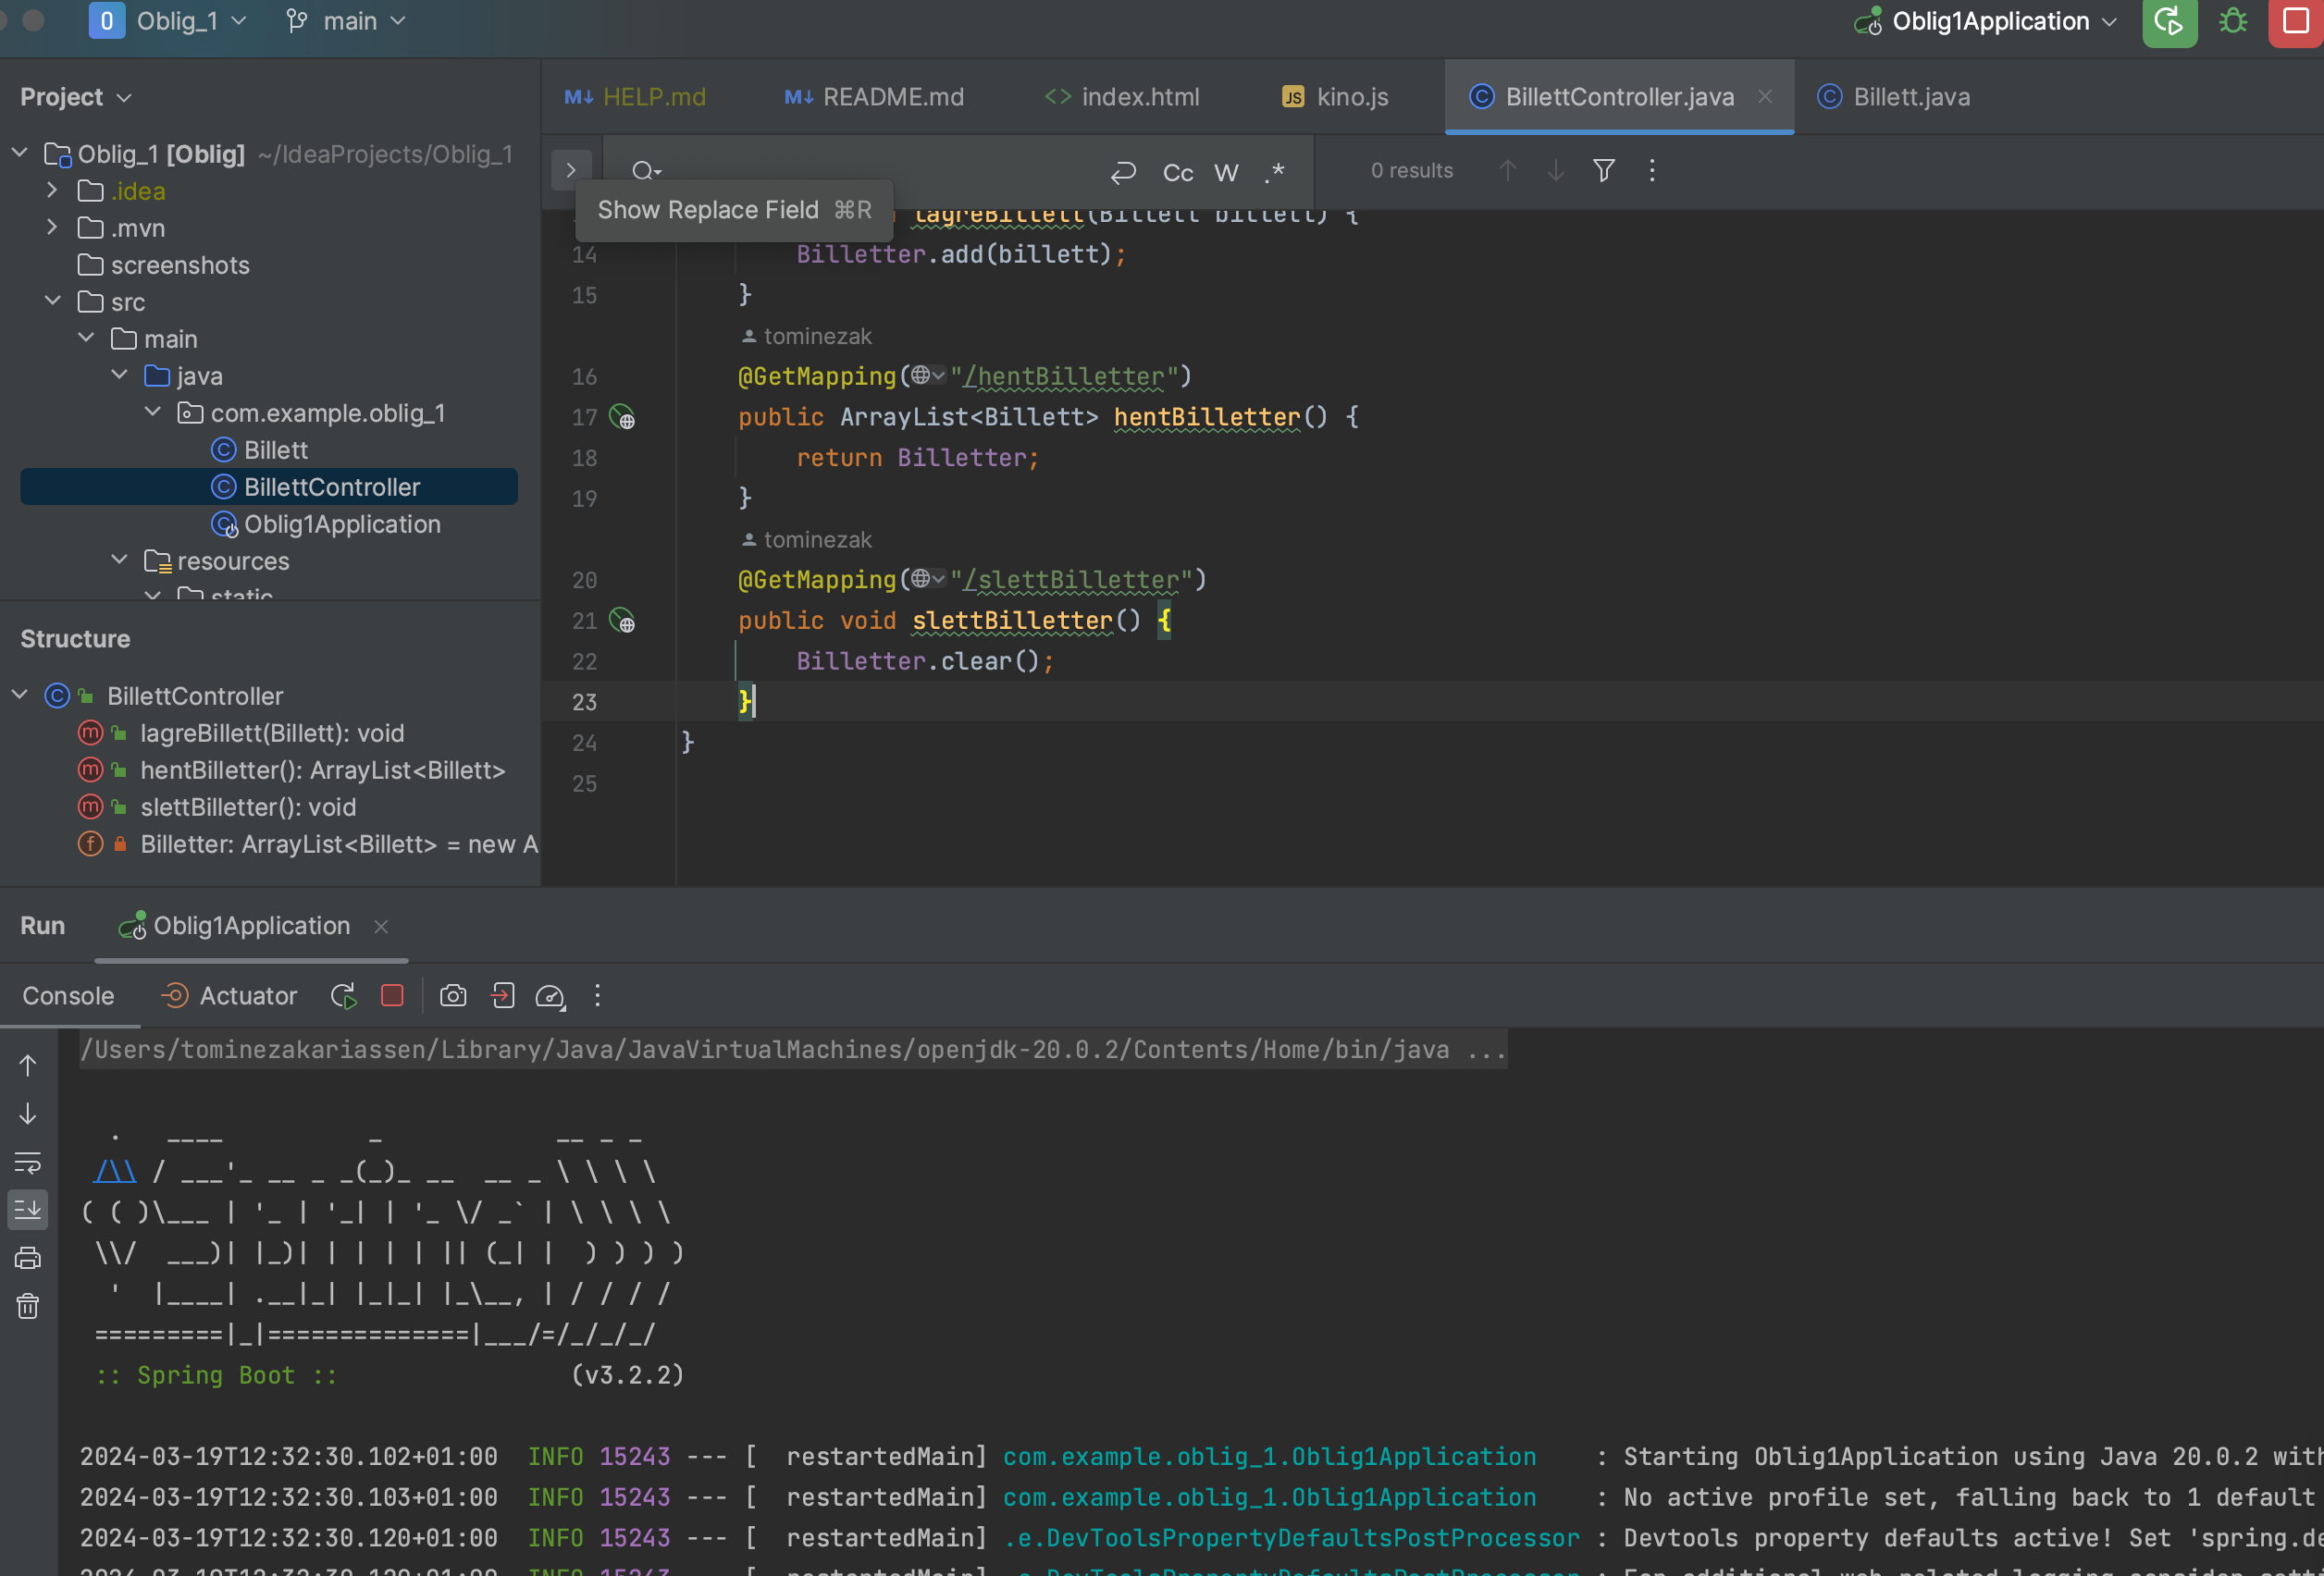 O Oblig_1 main Oblig1Application
Project
HELP.md README.md index.html JS kino.js BillettController.java Billett.java
Oblig_1 [Oblig] ~/IdeaProjects/Oblig_1
.idea
.mvn
screenshots
src
main
java
com.example.oblig_1
Billett
BillettController
Oblig1Application
resources
static
Cc W .* 0 results
Show Replace Field ⌘R
lagreBillett(Billett billett) {
14 Billetter.add(billett);
15 }
tominezak
16 @GetMapping("/hentBilletter")
17 public ArrayList<Billett> hentBilletter() {
18 return Billetter;
19 }
tominezak
20 @GetMapping("/slettBilletter")
21 public void slettBilletter() {
22 Billetter.clear();
23 }
24 }
25
Structure
BillettController
lagreBillett(Billett): void
hentBilletter(): ArrayList<Billett>
slettBilletter(): void
Billetter: ArrayList<Billett> = new A
Run Oblig1Application
Console Actuator
/Users/tominezakariassen/Library/Java/JavaVirtualMachines/openjdk-20.0.2/Contents/Home/bin/java ...
  .   ____          _            __ _ _
 /\\ / ___'_ __ _ _(_)_ __  __ _ \ \ \ \
( ( )\___ | '_ | '_| | '_ \/ _` | \ \ \ \
 \\/  ___)| |_)| | | | | || (_| |  ) ) ) )
  '  |____| .__|_| |_|_| |_\__, | / / / /
 =========|_|==============|___/=/_/_/_/
:: Spring Boot :: (v3.2.2)
2024-03-19T12:32:30.102+01:00 INFO 15243 --- [ restartedMain] com.example.oblig_1.Oblig1Application : Starting Oblig1Application using Java 20.0.2 with
2024-03-19T12:32:30.103+01:00 INFO 15243 --- [ restartedMain] com.example.oblig_1.Oblig1Application : No active profile set, falling back to 1 default
2024-03-19T12:32:30.120+01:00 INFO 15243 --- [ restartedMain] .e.DevToolsPropertyDefaultsPostProcessor : Devtools property defaults active! Set 'spring.de